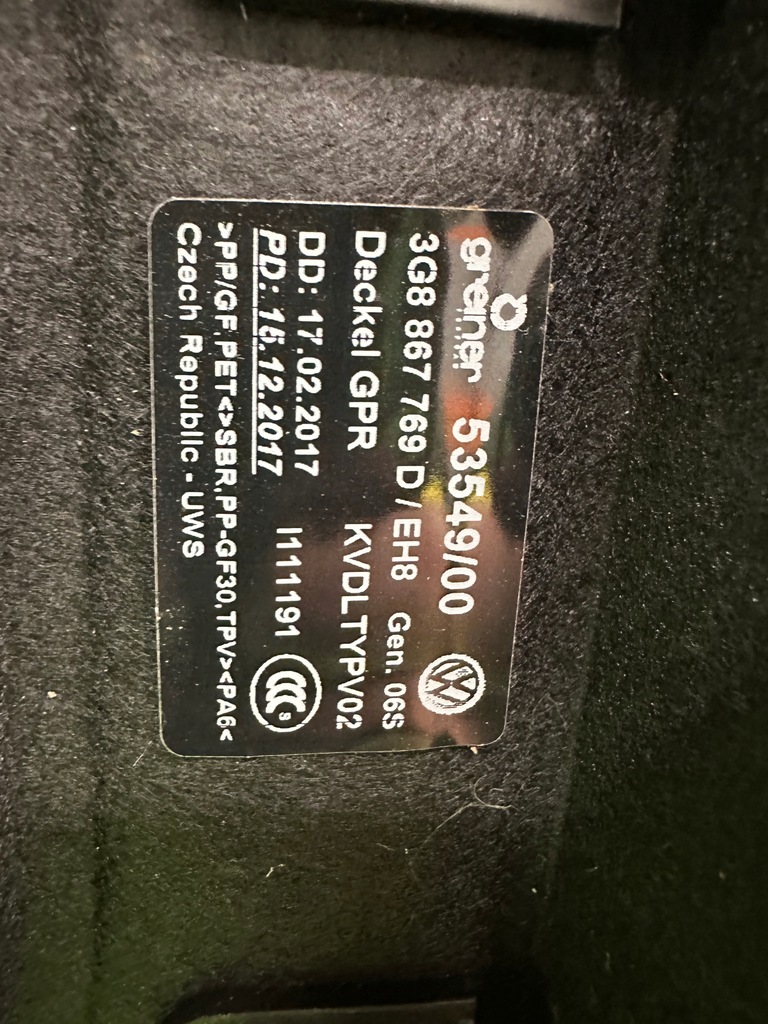 greiner 53549/00
3G8 867 769 D / EH8 Gen. 06S
Deckel GPR KVDLTYPV02
DD: 17.02.2017
PD: 15.12.2017 I111191 CCC S
>PP/GF,PET<>SBR,PP-GF30,TPV><PA6<
Czech Republic - UWS